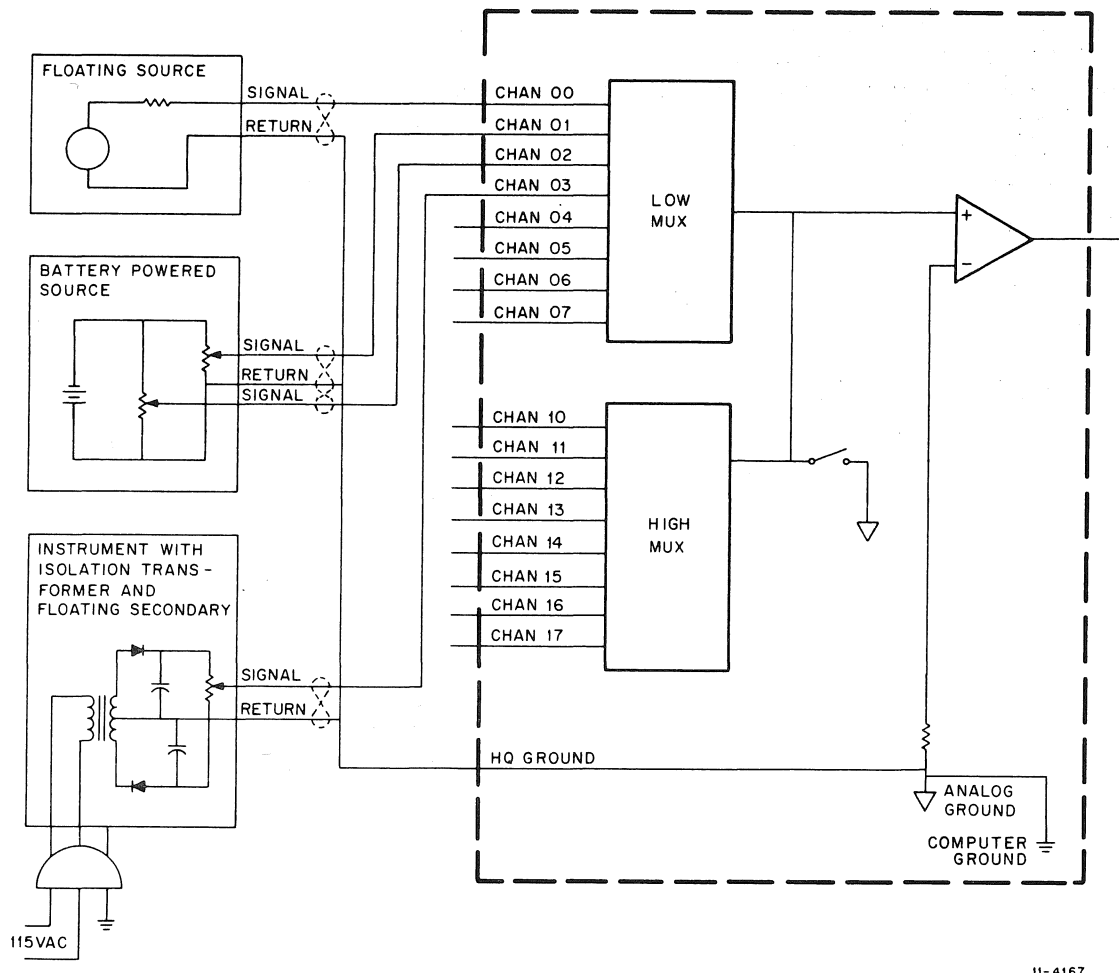 FLOATING SOURCE
SIGNAL
RETURN
BATTERY POWERED
SOURCE
SIGNAL
RETURN
SIGNAL
INSTRUMENT WITH
ISOLATION TRANS-
FORMER AND
FLOATING SECONDARY
SIGNAL
RETURN
115VAC
CHAN 00
CHAN 01
CHAN 02
CHAN 03
CHAN 04
CHAN 05
CHAN 06
CHAN 07
LOW
MUX
CHAN 10
CHAN 11
CHAN 12
CHAN 13
CHAN 14
CHAN 15
CHAN 16
CHAN 17
HIGH
MUX
+
−
HQ GROUND
ANALOG
GROUND
COMPUTER
GROUND
11-4167